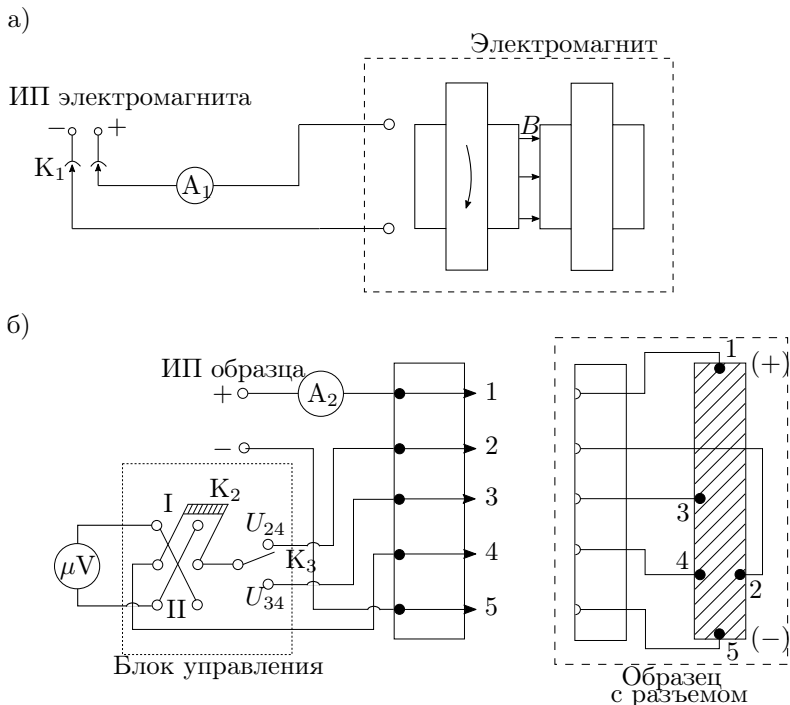 а)
Электромагнит
ИП электромагнита
− +
K1
A1
B
б)
ИП образца
+
A2
−
1
2
3
4
5
I
K2
U24
K3
µV
II
U34
Блок управления
1
(+)
3
4
2
5
(−)
Образец
с разъемом